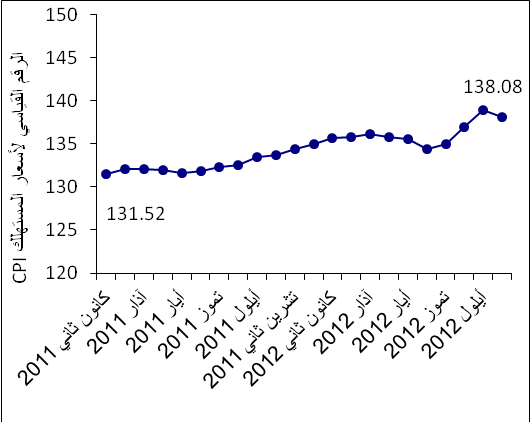 الرقم القياسي لأسعار المستهلك CPI
150
145
140
135
130
125
120
138.08
131.52
كانون ثاني 2011
آذار 2011
أيار 2011
تموز 2011
أيلول 2011
تشرين ثاني 2011
كانون ثاني 2012
آذار 2012
أيار 2012
تموز 2012
أيلول 2012